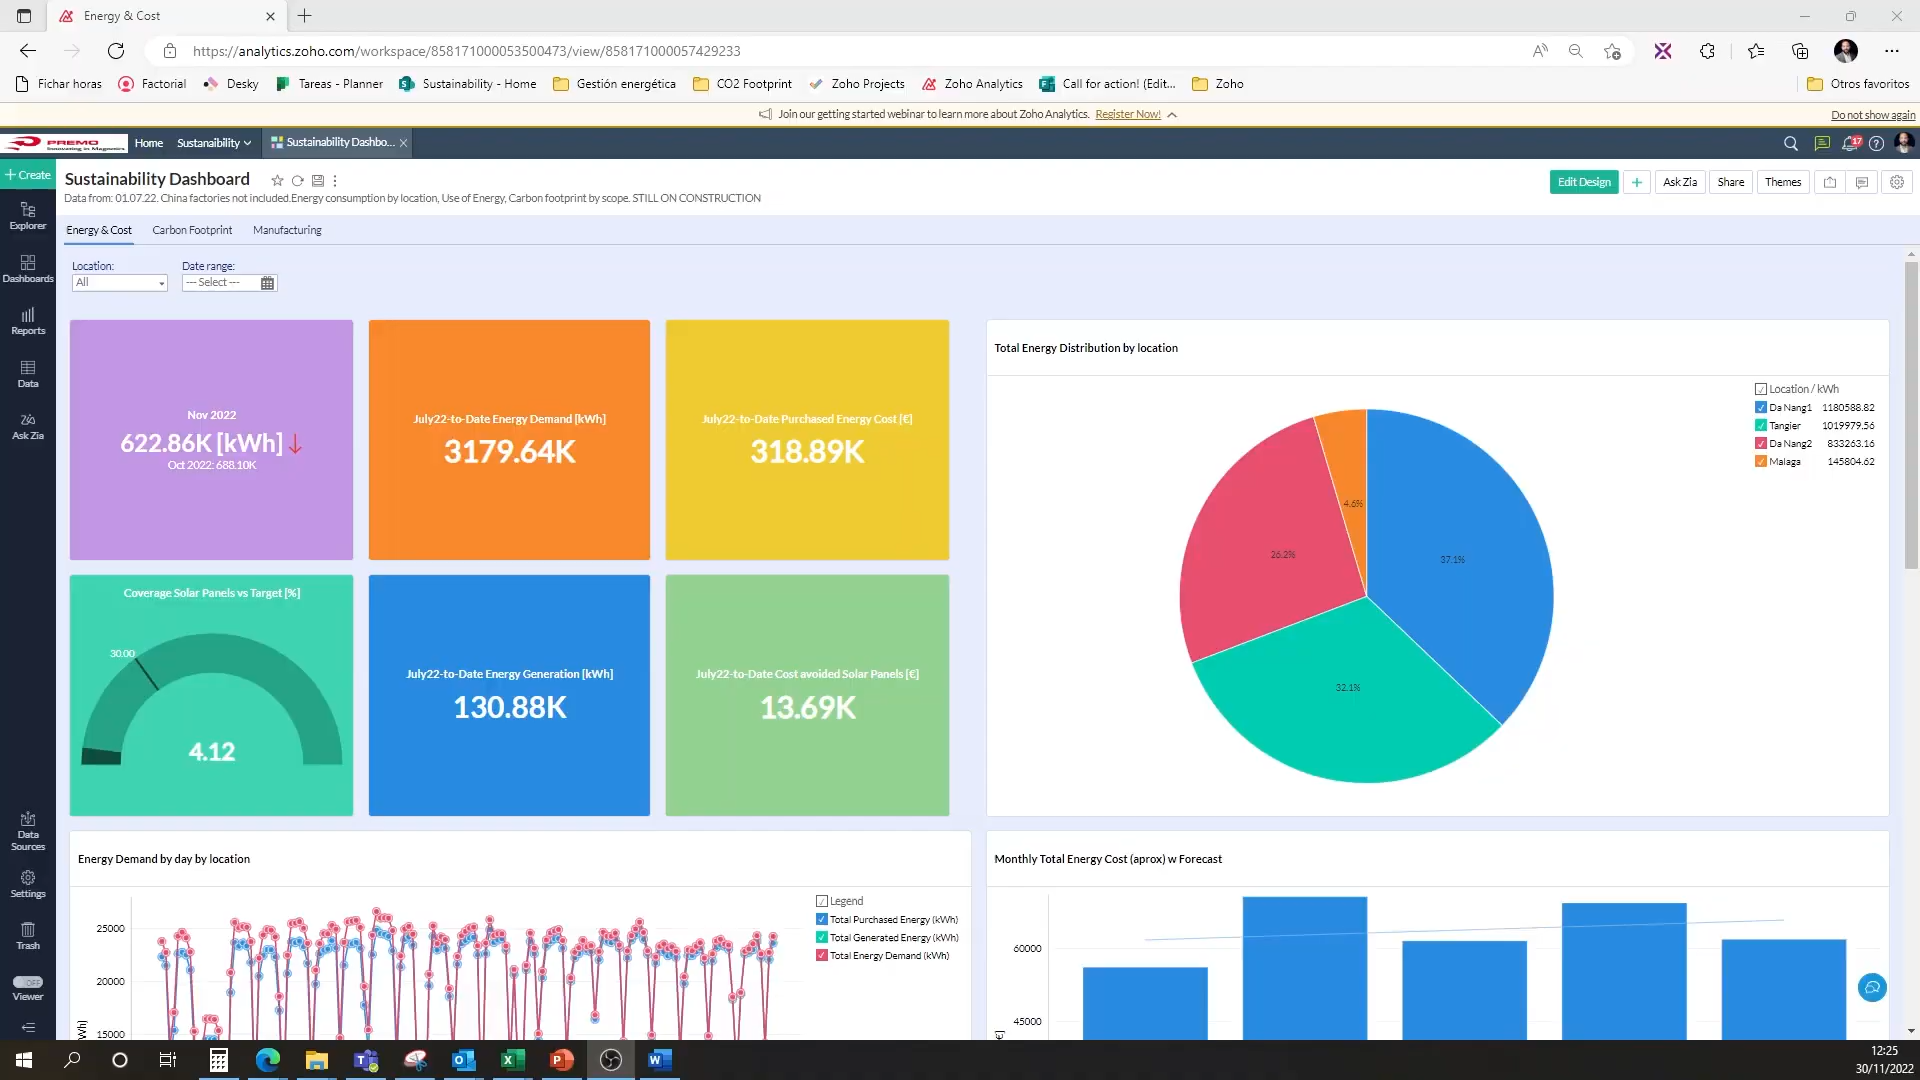 Energy & Cost
https://analytics.zoho.com/workspace/858171000053500473/view/858171000057429233
Fichar horas
Factorial
Desky
Tareas - Planner
Sustainability - Home
Gestión energética
CO2 Footprint
Zoho Projects
Zoho Analytics
Call for action! (Edit...
Zoho
Otros favoritos
Join our getting started webinar to learn more about Zoho Analytics. Register Now!
Do not show again
PREMO
Innovating in Magnetics
Home
Sustanaibility
Sustainability Dashbo...
17
Create
Sustainability Dashboard
Data from: 01.07.22. China factories not included.Energy consumption by location, Use of Energy, Carbon footprint by scope. STILL ON CONSTRUCTION
Edit Design
Ask Zia
Share
Themes
Explorer
Dashboards
Reports
Data
Ask Zia
Data Sources
Settings
Trash
OFF
Viewer
Energy & Cost
Carbon Footprint
Manufacturing
Location:
All
Date range:
--- Select ---
Nov 2022
622.86K [kWh]
Oct 2022: 688.10K
July22-to-Date Energy Demand [kWh]
3179.64K
July22-to-Date Purchased Energy Cost [€]
318.89K
Coverage Solar Panels vs Target [%]
30.00
4.12
July22-to-Date Energy Generation [kWh]
130.88K
July22-to-Date Cost avoided Solar Panels [€]
13.69K
Total Energy Distribution by location
Location / kWh
Da Nang1 1180588.82
Tangier 1019979.56
Da Nang2 833263.16
Malaga 145804.62
4.6%
26.2%
37.1%
32.1%
Energy Demand by day by location
25000
20000
15000
Wh]
Legend
Total Purchased Energy (kWh)
Total Generated Energy (kWh)
Total Energy Demand (kWh)
Monthly Total Energy Cost (aprox) w Forecast
60000
45000
€]
12:25
30/11/2022